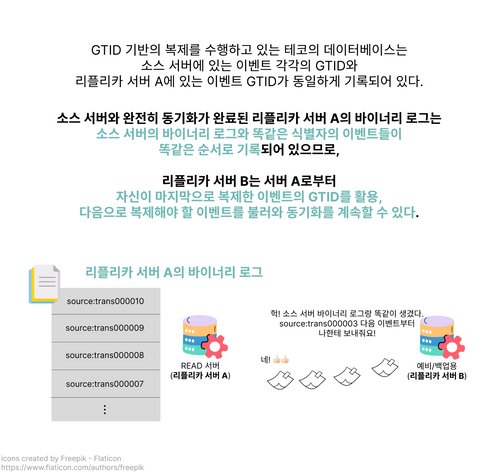 GTID 기반의 복제를 수행하고 있는 테코의 데이터베이스는
소스 서버에 있는 이벤트 각각의 GTID와
리플리카 서버 A에 있는 이벤트 GTID가 동일하게 기록되어 있다.
소스 서버와 완전히 동기화가 완료된 리플리카 서버 A의 바이너리 로그는
소스 서버의 바이너리 로그와 똑같은 식별자의 이벤트들이
똑같은 순서로 기록되어 있으므로,
리플리카 서버 B는 서버 A로부터
자신이 마지막으로 복제한 이벤트의 GTID를 활용,
다음으로 복제해야 할 이벤트를 불러와 동기화를 계속할 수 있다.
리플리카 서버 A의 바이너리 로그
source:trans000010
source:trans000009
source:trans000008
source:trans000007
⋮
READ 서버
(리플리카 서버 A)
헉! 소스 서버 바이너리 로그랑 똑같이 생겼다.
source:trans000003 다음 이벤트부터
나한테 보내줘요!
네! 👍🏻👍🏻
예비/백업용
(리플리카 서버 B)
icons created by Freepik - Flaticon
https://www.flaticon.com/authors/freepik